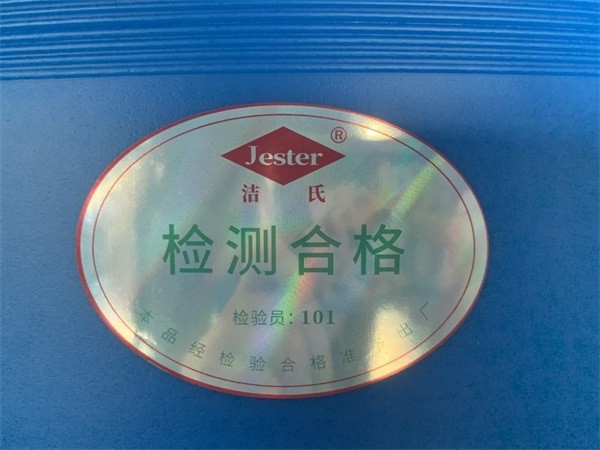 Jester®
洁氏
检测合格
检验员：101
本品经检验合格准予出厂